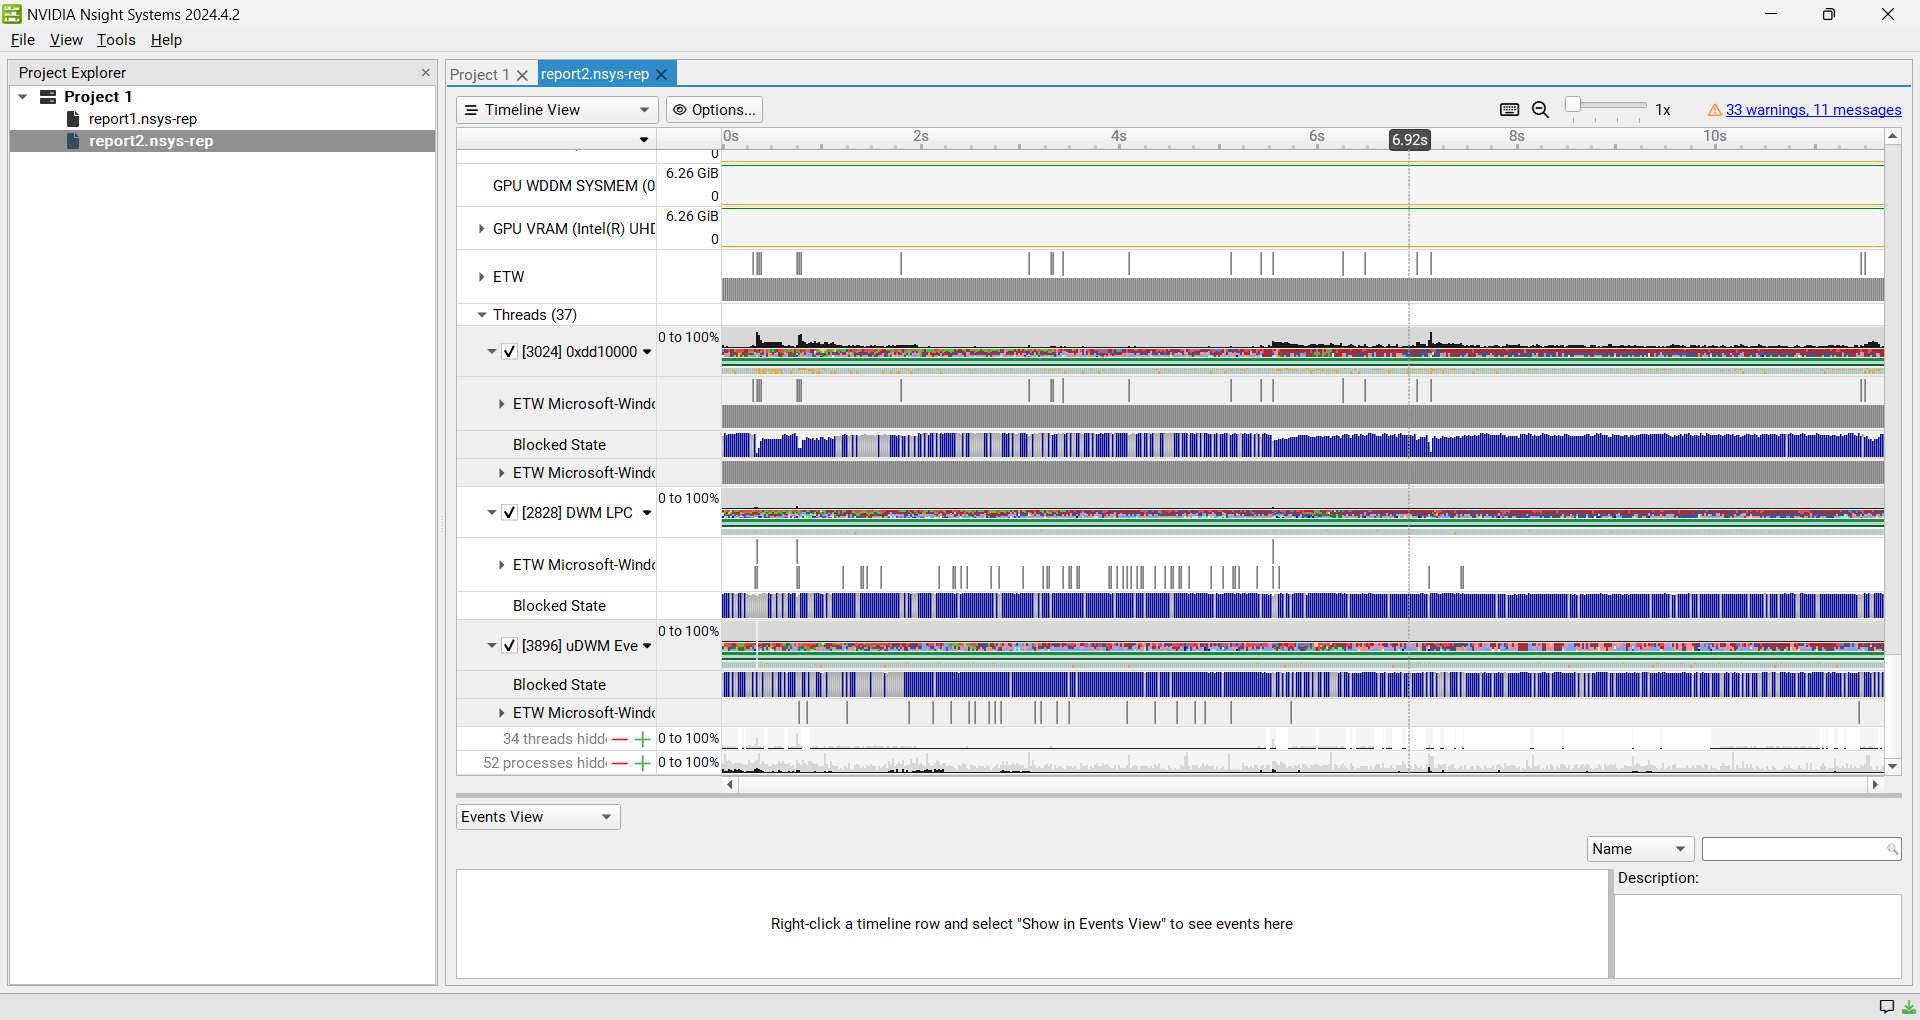 NVIDIA Nsight Systems 2024.4.2
File View Tools Help
Project Explorer
Project 1
report1.nsys-rep
report2.nsys-rep
Project 1
report2.nsys-rep
Timeline View
Options...
1x
33 warnings, 11 messages
0s
2s
4s
6s
6.92s
8s
10s
0
GPU WDDM SYSMEM (0
6.26 GiB
0
GPU VRAM (Intel(R) UHD
6.26 GiB
0
ETW
Threads (37)
[3024] 0xdd10000
0 to 100%
ETW Microsoft-Windo
Blocked State
ETW Microsoft-Windo
[2828] DWM LPC
0 to 100%
ETW Microsoft-Windo
Blocked State
[3896] uDWM Eve
0 to 100%
Blocked State
ETW Microsoft-Windo
34 threads hidd
0 to 100%
52 processes hidd
0 to 100%
Events View
Name
Right-click a timeline row and select "Show in Events View" to see events here
Description: